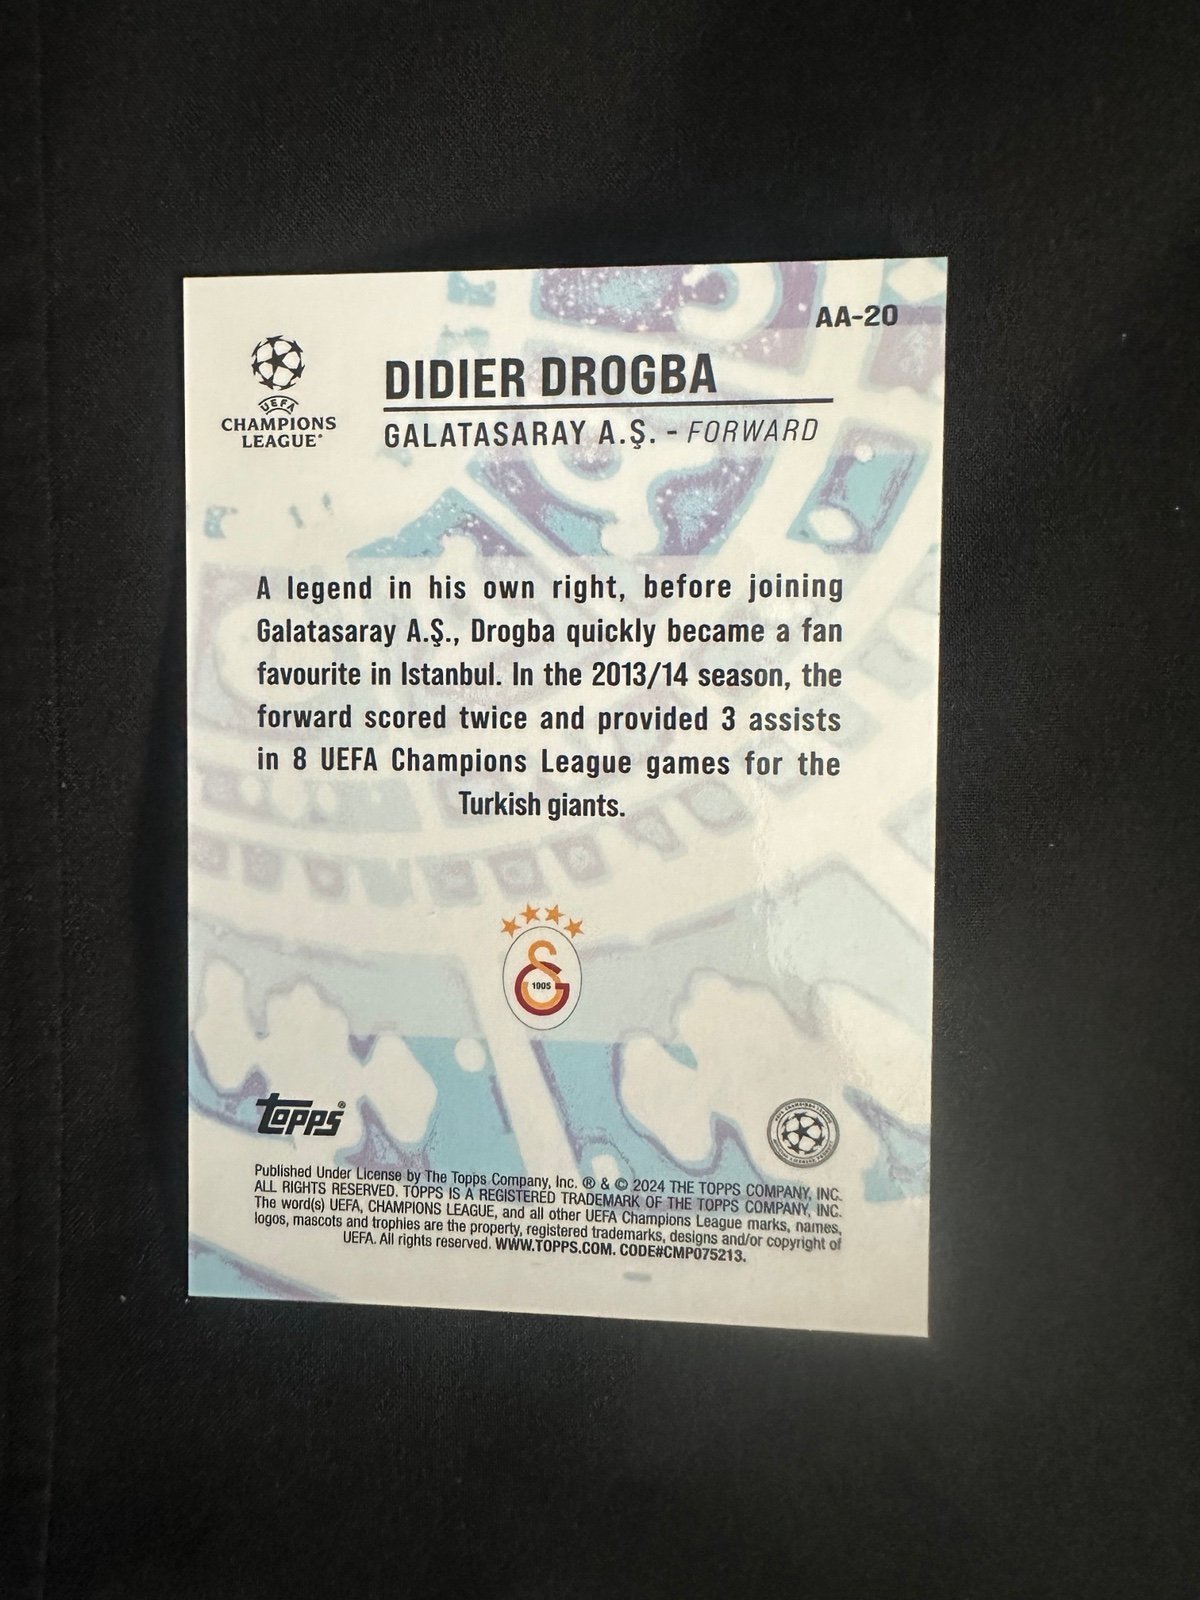 AA-20
UEFA
CHAMPIONS
LEAGUE®
DIDIER DROGBA
GALATASARAY A.Ş. - FORWARD
A legend in his own right, before joining
Galatasaray A.Ş., Drogba quickly became a fan
favourite in Istanbul. In the 2013/14 season, the
forward scored twice and provided 3 assists
in 8 UEFA Champions League games for the
Turkish giants.
1905
TOPPS®
Published Under License by The Topps Company, Inc. ® & © 2024 THE TOPPS COMPANY, INC.
ALL RIGHTS RESERVED. TOPPS IS A REGISTERED TRADEMARK OF THE TOPPS COMPANY, INC.
The word(s) UEFA, CHAMPIONS LEAGUE, and all other UEFA Champions League marks, names,
logos, mascots and trophies are the property, registered trademarks, designs and/or copyright of
UEFA. All rights reserved. WWW.TOPPS.COM. CODE#CMP075213.